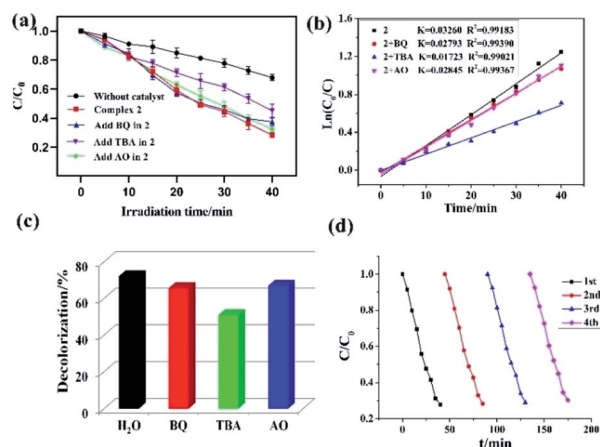 (a)
C/C0
1.0
0.8
0.6
0.4
0.2
Without catalyst
Complex 2
Add BQ in 2
Add TBA in 2
Add AO in 2
0 10 20 30 40
Irradiation time/min
(b)
Ln(C0/C)
1.6
1.2
0.8
0.4
0.0
2 K=0.03260 R²=0.99183
2+BQ K=0.02793 R²=0.99390
2+TBA K=0.01723 R²=0.99021
2+AO K=0.02845 R²=0.99367
0 10 20 30 40
Time/min
(c)
Decolorization/%
80
60
40
20
0
H2O BQ TBA AO
(d)
C/C0
1.0
0.8
0.6
0.4
0.2
1st
2nd
3rd
4th
0 50 100 150 200
t/min